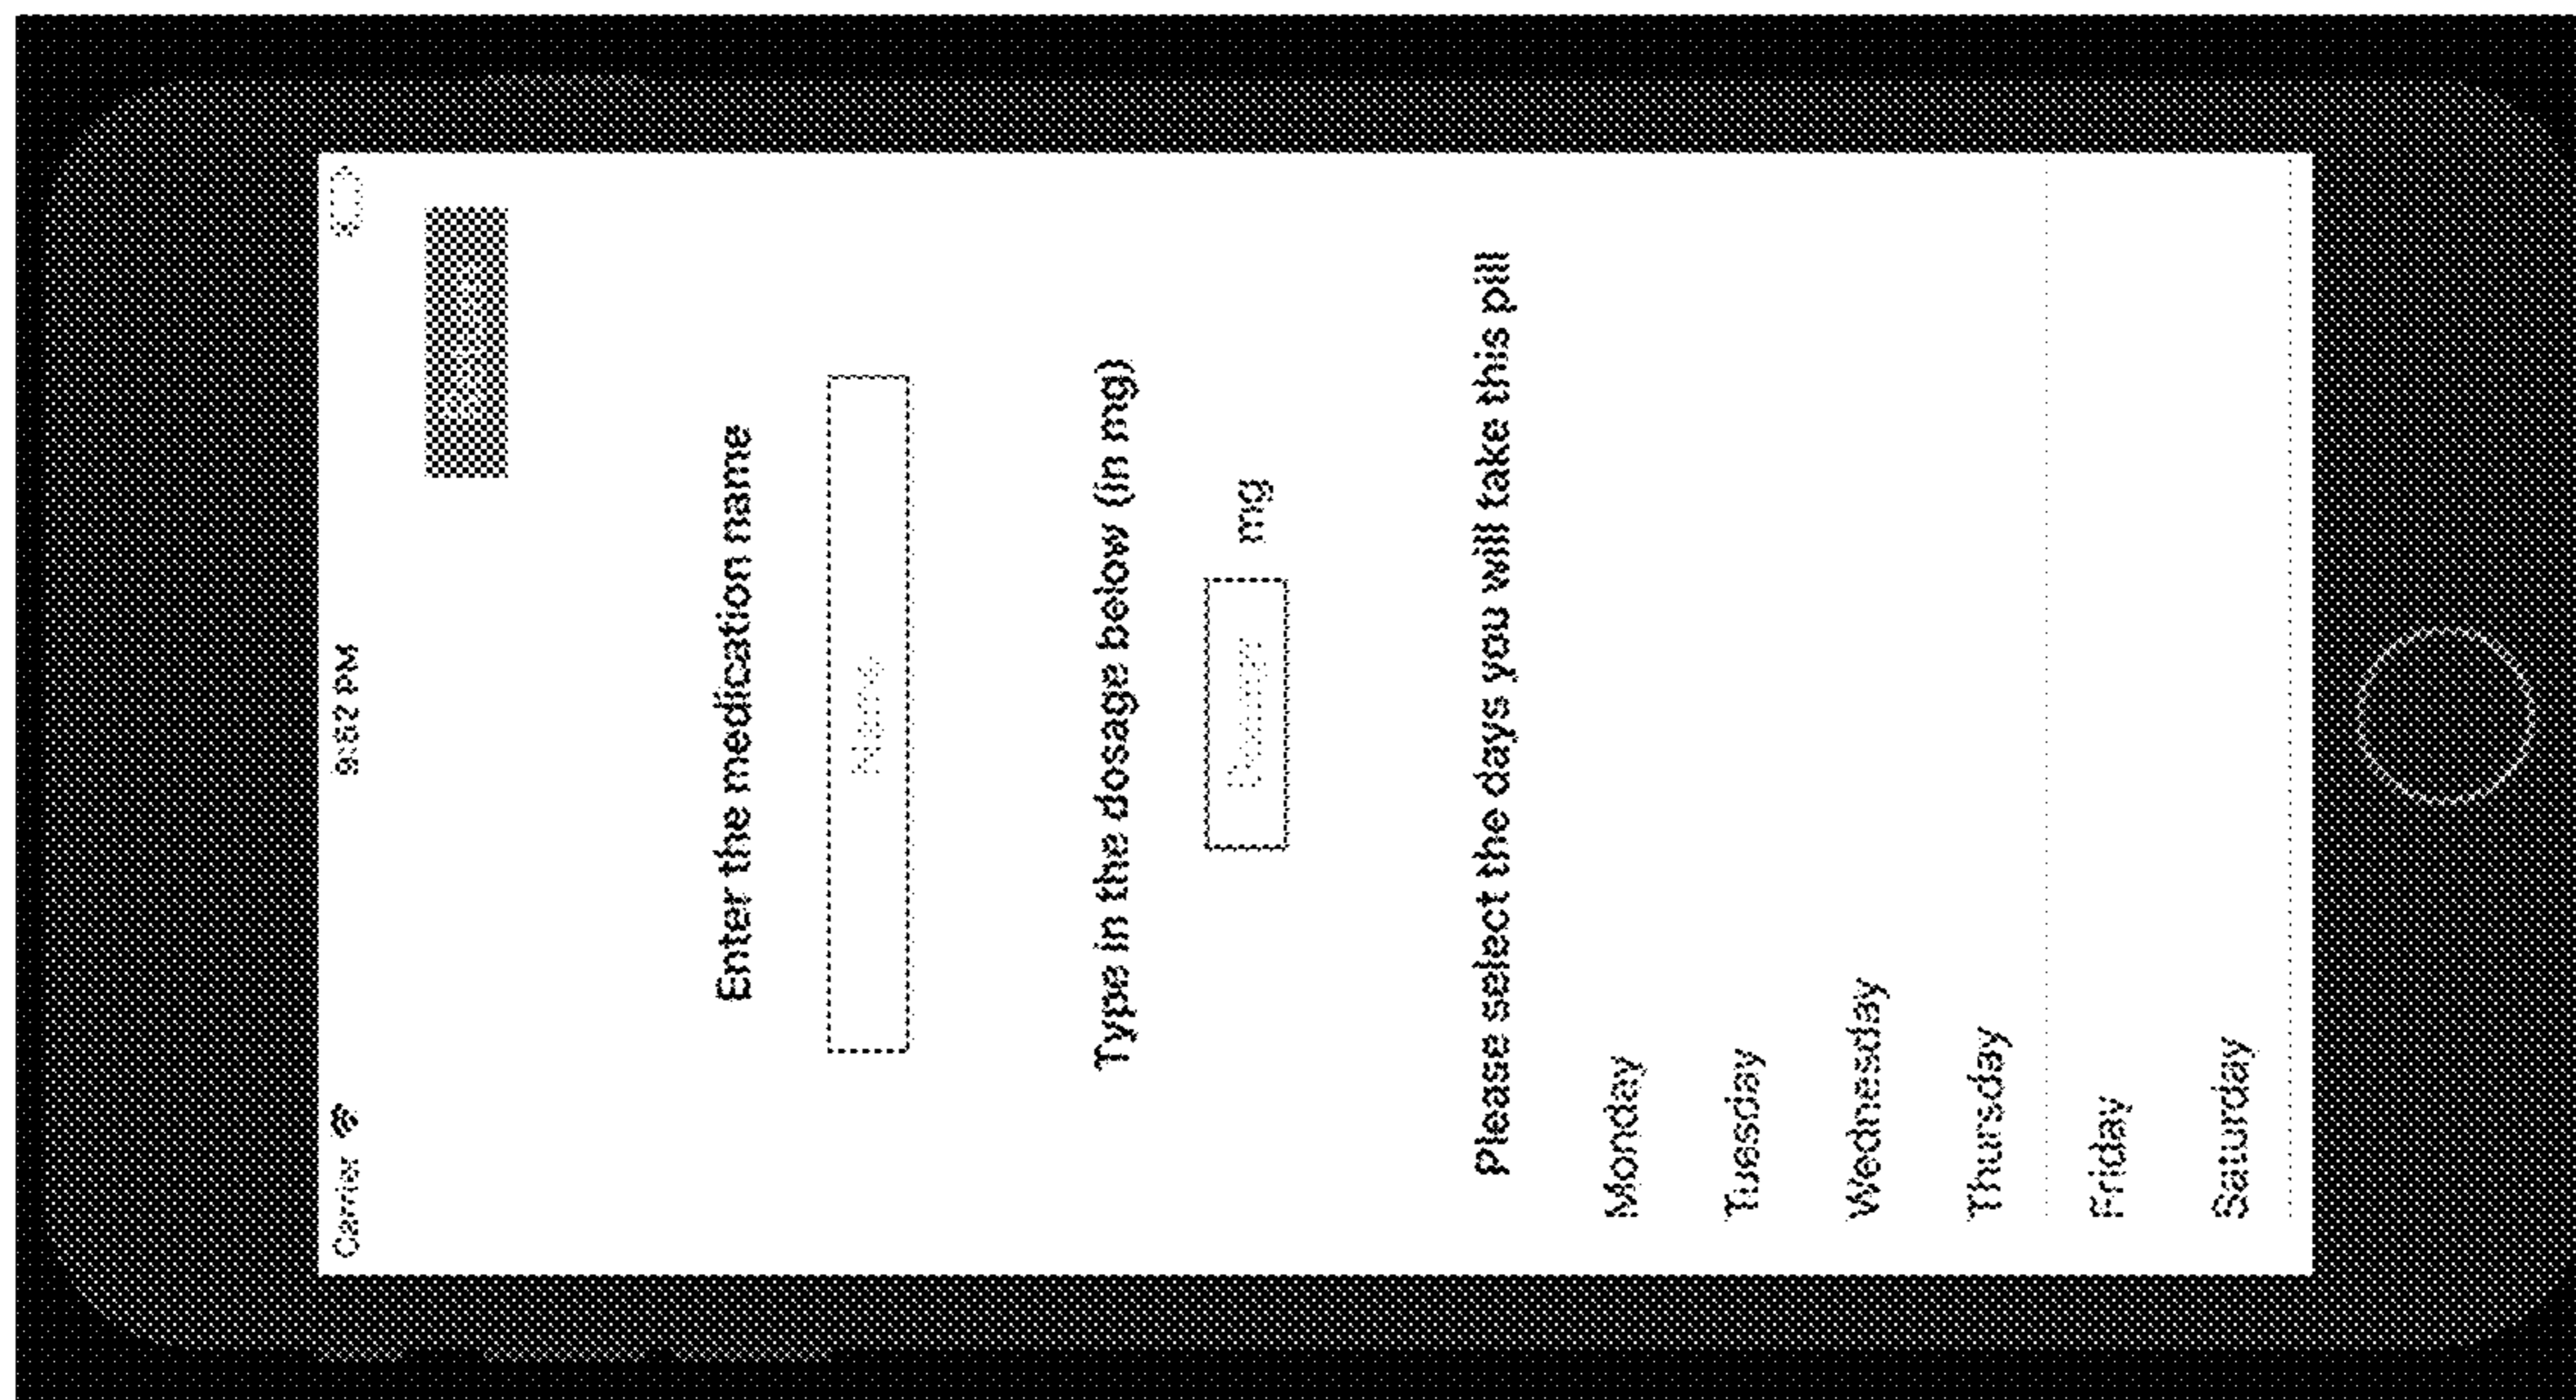 Carrier 9:52 PM
Enter the medication name
Name
Type in the dosage below (in mg)
mg
Please select the days you will take this pill
Monday
Tuesday
Wednesday
Thursday
Friday
Saturday